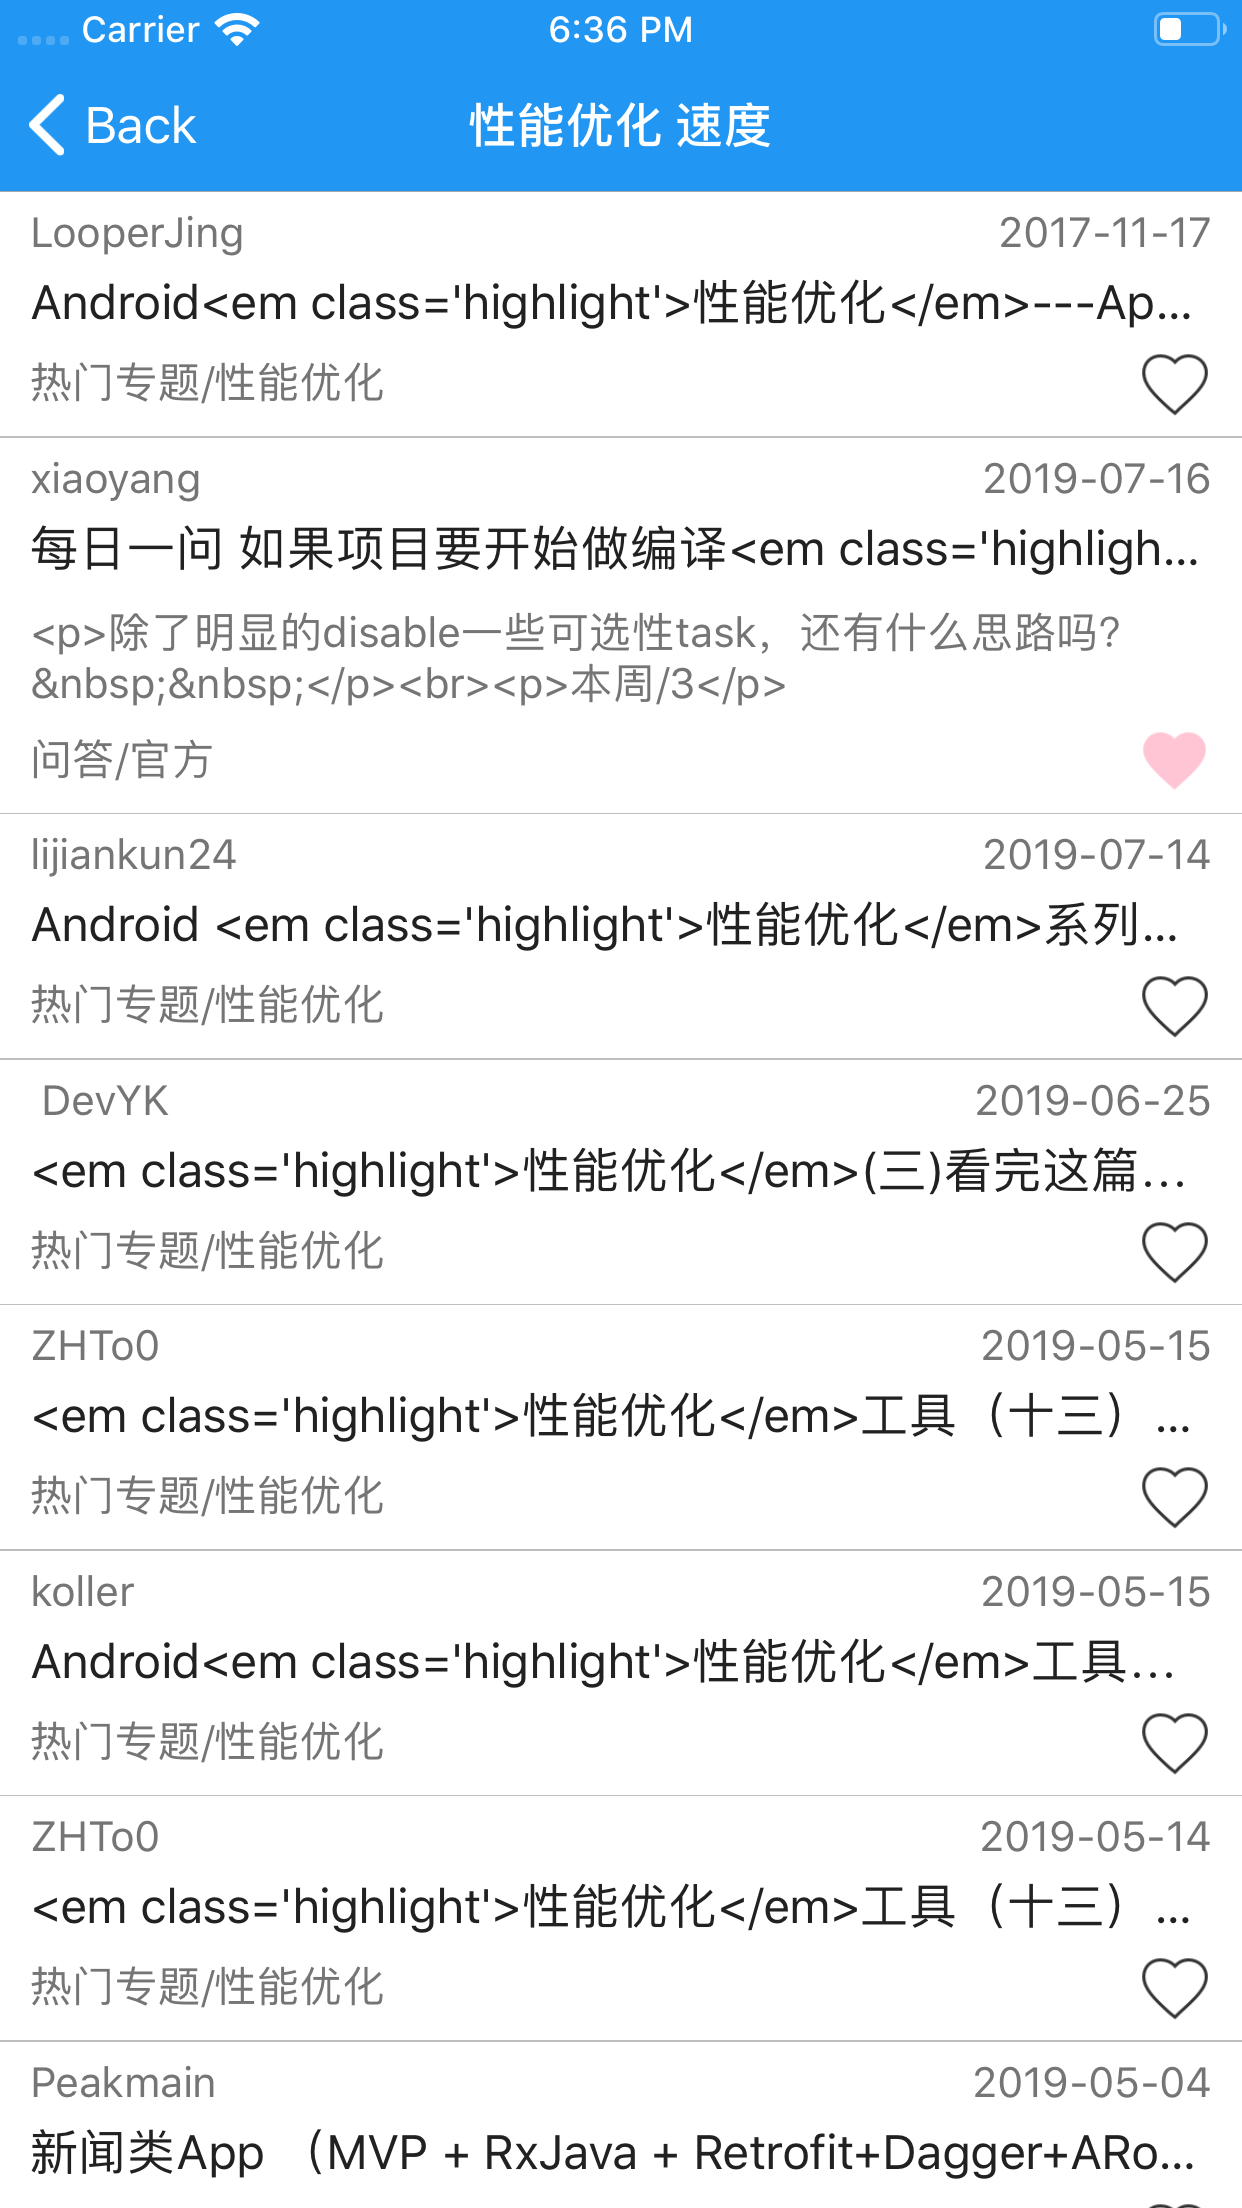 Carrier 6:36 PM
Back 性能优化 速度
LooperJing 2017-11-17
Android<em class='highlight'>性能优化</em>---Ap...
热门专题/性能优化
xiaoyang 2019-07-16
每日一问 如果项目要开始做编译<em class='highligh...
<p>除了明显的disable一些可选性task，还有什么思路吗?
&nbsp;&nbsp;</p><br><p>本周/3</p>
问答/官方
lijiankun24 2019-07-14
Android <em class='highlight'>性能优化</em>系列...
热门专题/性能优化
DevYK 2019-06-25
<em class='highlight'>性能优化</em>(三)看完这篇...
热门专题/性能优化
ZHTo0 2019-05-15
<em class='highlight'>性能优化</em>工具（十三）...
热门专题/性能优化
koller 2019-05-15
Android<em class='highlight'>性能优化</em>工具...
热门专题/性能优化
ZHTo0 2019-05-14
<em class='highlight'>性能优化</em>工具（十三）...
热门专题/性能优化
Peakmain 2019-05-04
新闻类App （MVP + RxJava + Retrofit+Dagger+ARo...